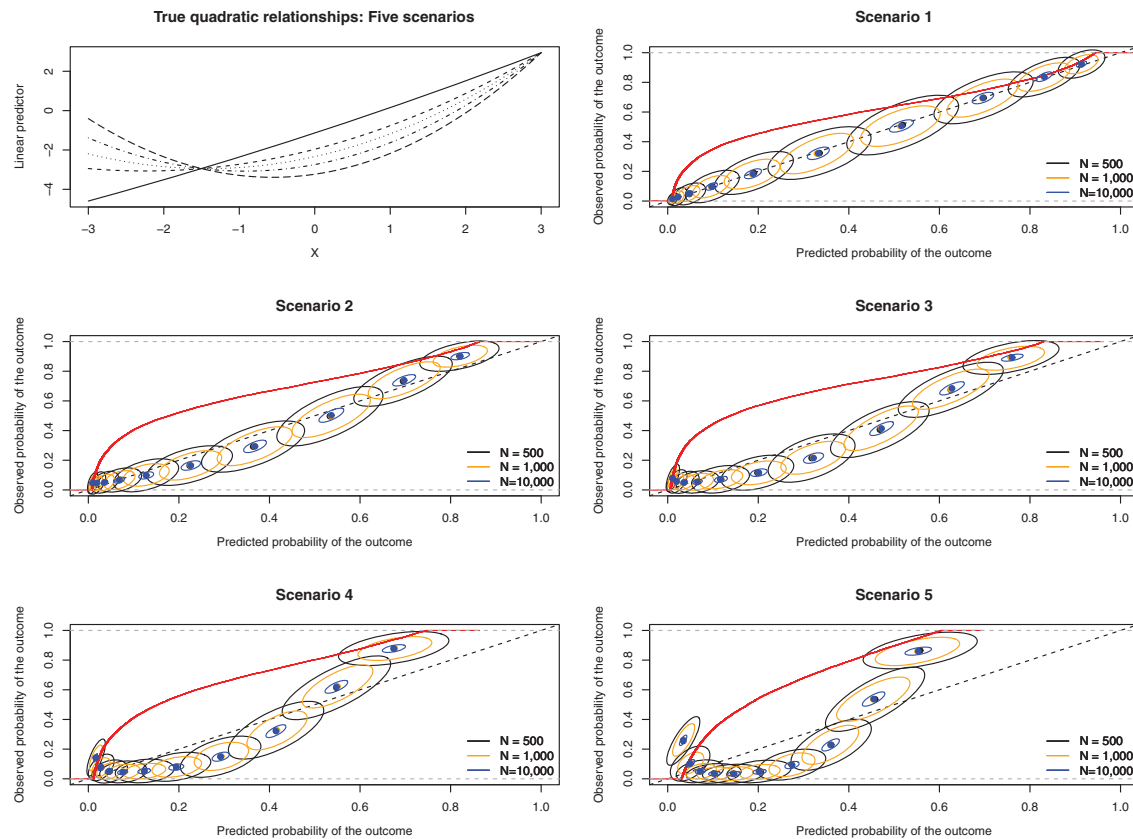 True quadratic relationships: Five scenarios
Linear predictor
2
0
−2
−4
−3 −2 −1 0 1 2 3
X
Scenario 1
Observed probability of the outcome
1.0
0.8
0.6
0.4
0.2
0.0
N = 500
N = 1,000
N=10,000
0.0 0.2 0.4 0.6 0.8 1.0
Predicted probability of the outcome
Scenario 2
Observed probability of the outcome
1.0
0.8
0.6
0.4
0.2
0.0
N = 500
N = 1,000
N=10,000
0.0 0.2 0.4 0.6 0.8 1.0
Predicted probability of the outcome
Scenario 3
Observed probability of the outcome
1.0
0.8
0.6
0.4
0.2
0.0
N = 500
N = 1,000
N=10,000
0.0 0.2 0.4 0.6 0.8 1.0
Predicted probability of the outcome
Scenario 4
Observed probability of the outcome
1.0
0.8
0.6
0.4
0.2
0.0
N = 500
N = 1,000
N=10,000
0.0 0.2 0.4 0.6 0.8 1.0
Predicted probability of the outcome
Scenario 5
Observed probability of the outcome
1.0
0.8
0.6
0.4
0.2
0.0
N = 500
N = 1,000
N=10,000
0.0 0.2 0.4 0.6 0.8 1.0
Predicted probability of the outcome